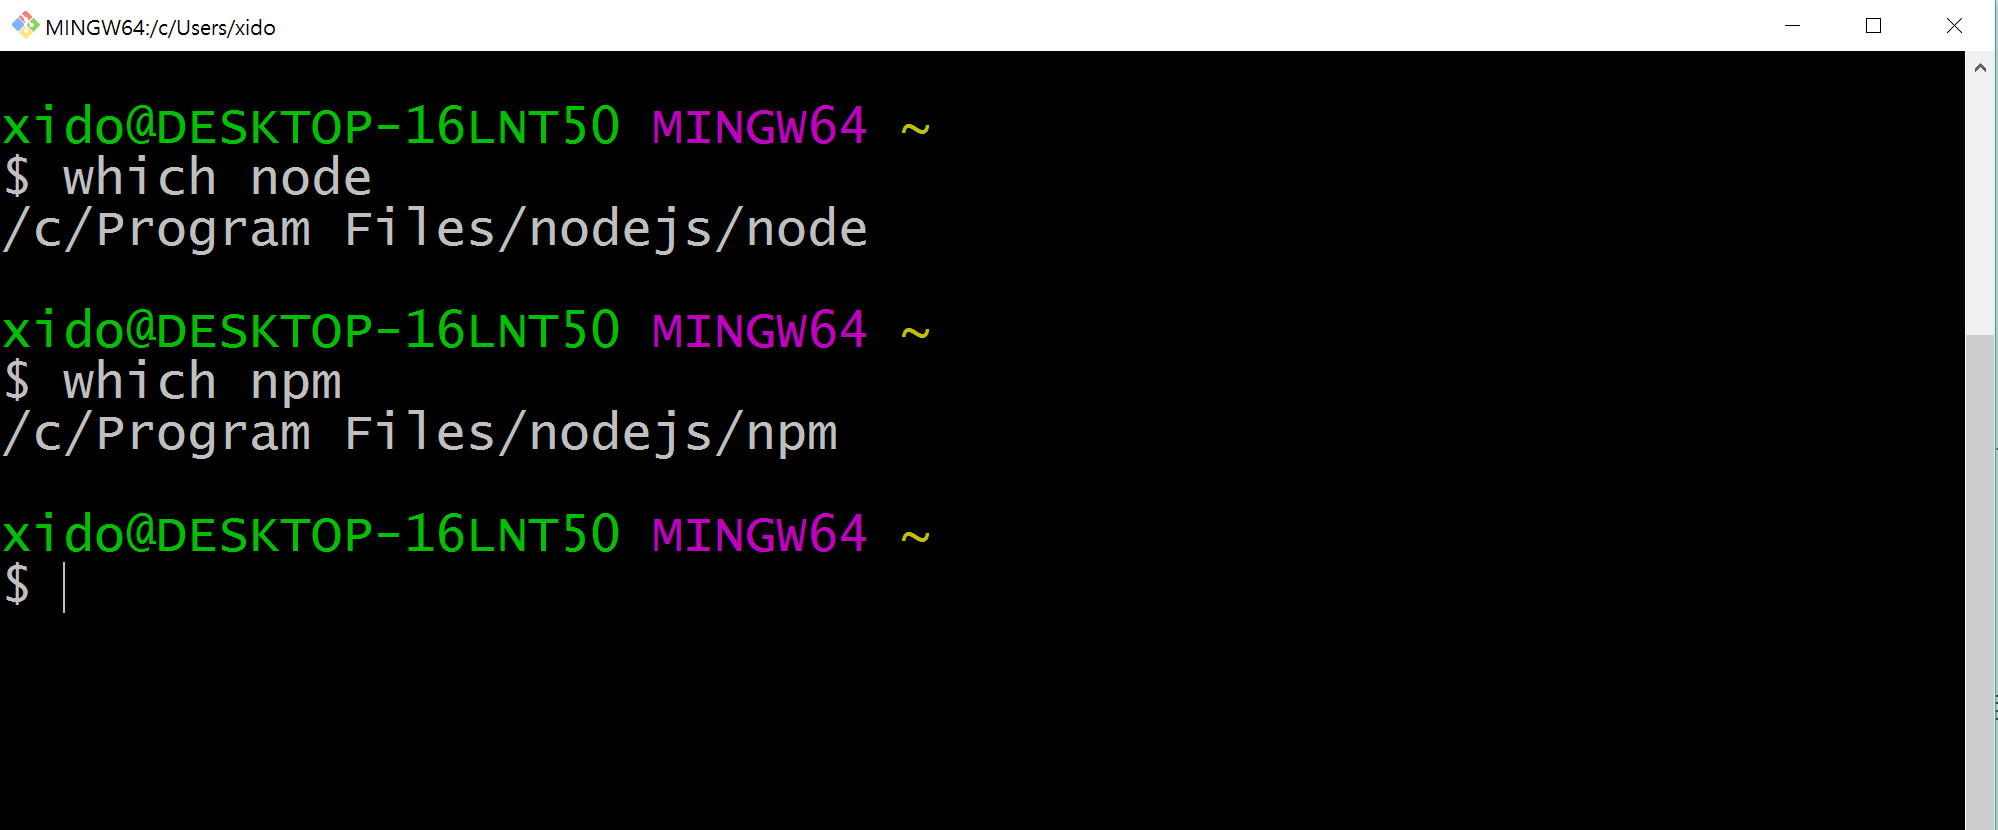 MINGW64:/c/Users/xido
xido@DESKTOP-16LNT50 MINGW64 ~
$ which node
/c/Program Files/nodejs/node
xido@DESKTOP-16LNT50 MINGW64 ~
$ which npm
/c/Program Files/nodejs/npm
xido@DESKTOP-16LNT50 MINGW64 ~
$